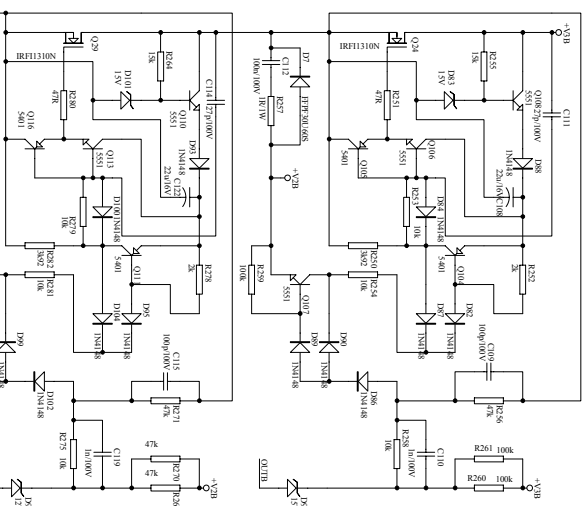 Q29
IRFI1310N
R264
15k
D101
15V
Q110
5551
C114
27p/100V
R280
47R
Q116
5401
Q113
5551
D93
1N4148
C122
22u/16V
R279
10k
D100
1N4148
R282
3k92
R281
10k
5401
R278
2k
D104
1N4148
D95
1N4148
D99
D102
1N4148
C115
100p/100V
R271
47k
R275
10k
C119
1n/100V
47k
47k
R270
+V2B
C112
100n/100V
D7
FFPF30U60S
R257
1R/1W
+V2B
R259
100k
Q107
5551
D89
1N4148
Q24
IRFI1310N
R255
15k
D83
15V
Q108
5551
C111
27p/100V
+V3B
R251
47R
Q105
5401
Q106
5551
D88
1N4148
22u/16V
C108
R253
10k
D84
1N4148
R250
3k92
R254
10k
5401
R252
2k
D87
1N4148
D82
1N4148
D90
1N4148
D86
1N4148
C109
100p/100V
R256
47k
R258
10k
C110
1n/100V
R261 100k
R260 100k
+V3B
OUTB